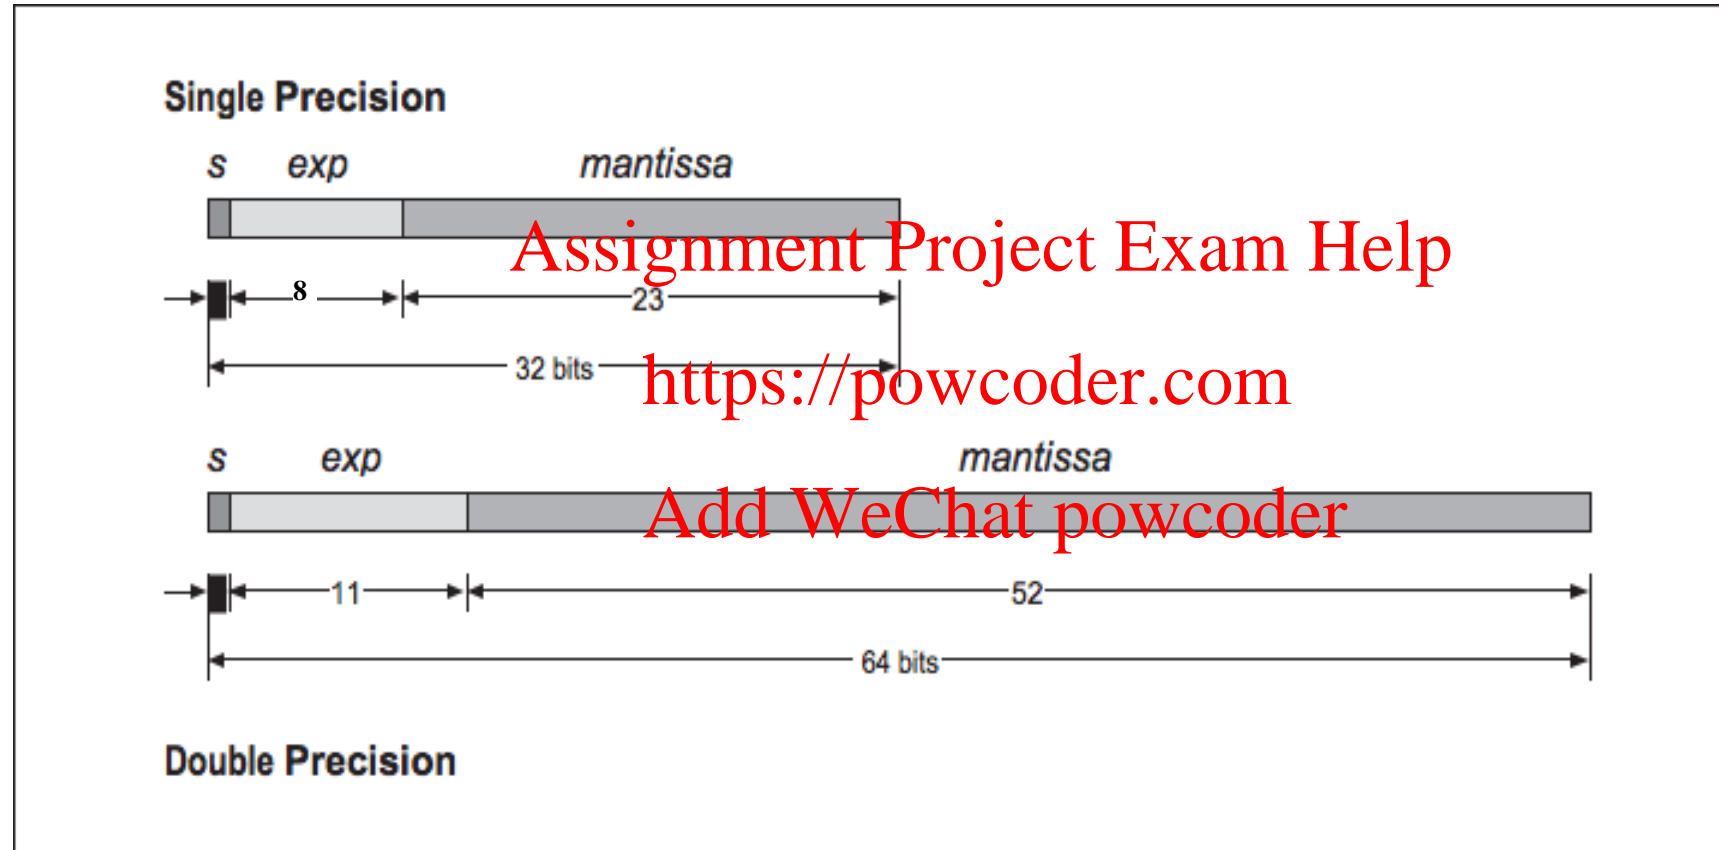 Single Precision
s exp mantissa
Assignment Project Exam Help
8 23
32 bits
https://powcoder.com
s exp mantissa
Add WeChat powcoder
11 52
64 bits
Double Precision